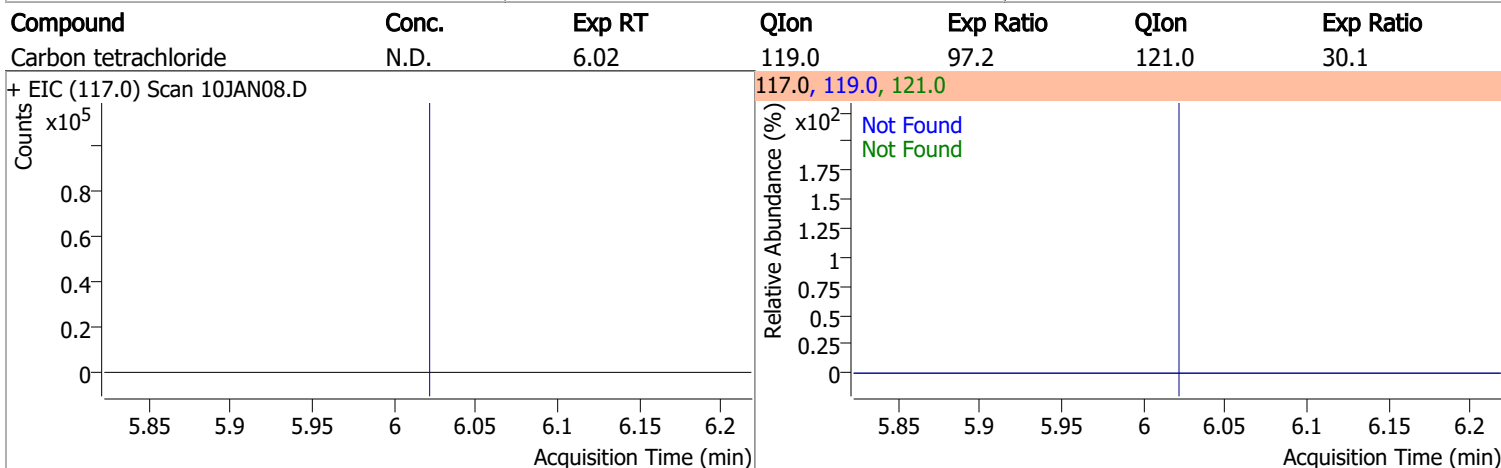 Compound Conc. Exp RT QIon Exp Ratio QIon Exp Ratio
Carbon tetrachloride N.D. 6.02 119.0 97.2 121.0 30.1
+ EIC (117.0) Scan 10JAN08.D
Counts
x10⁵
0.8
0.6
0.4
0.2
0
5.85 5.9 5.95 6 6.05 6.1 6.15 6.2
Acquisition Time (min)
117.0, 119.0, 121.0
Relative Abundance (%)
x10²
Not Found
Not Found
1.75
1.5
1.25
1
0.75
0.5
0.25
0
5.85 5.9 5.95 6 6.05 6.1 6.15 6.2
Acquisition Time (min)